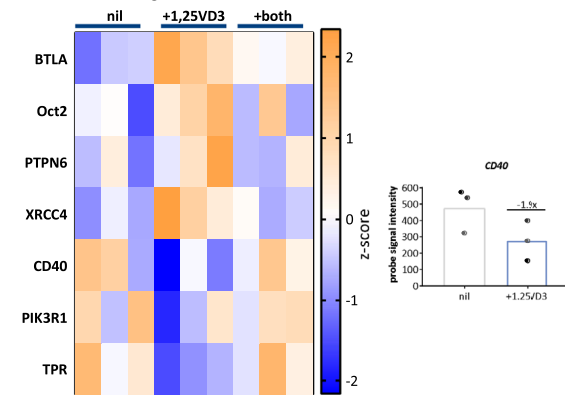 nil +1,25VD3 +both
BTLA
Oct2
PTPN6
XRCC4
CD40
PIK3R1
TPR
2
1
0
-1
-2
z-score
CD40
probe signal intensity
600
500
400
300
200
100
0
-1.9x
nil +1,25VD3